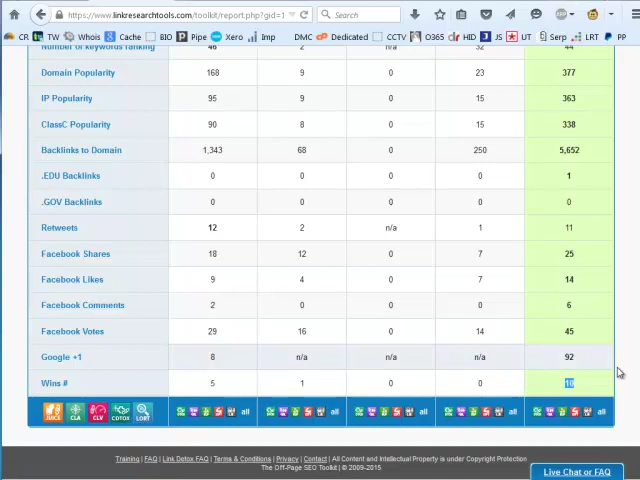 www.linkresearchtools.com/toolkit/report.php?gid=1
Search
CR TW Whois Cache BIO Pipe Xero Imp DMC Dedicated CCTV O365 HID JS UT Serp LRT PP
Number of keywords ranking 46 2 n/a 32 44
Domain Popularity 168 9 0 23 377
IP Popularity 95 9 0 15 363
ClassC Popularity 90 8 0 15 338
Backlinks to Domain 1,343 68 0 250 5,652
.EDU Backlinks 0 0 0 0 1
.GOV Backlinks 0 0 0 0 0
Retweets 12 2 n/a 1 11
Facebook Shares 18 12 0 7 25
Facebook Likes 9 4 0 7 14
Facebook Comments 2 0 0 0 6
Facebook Votes 29 16 0 14 45
Google +1 8 n/a n/a n/a 92
Wins # 5 1 0 0 10
JUICE CLA CLV CDTOX LQRT all all all all all
Training | FAQ | Link Detox FAQ | Terms & Conditions | Privacy | Contact | All Content and Intellectual Property is under Copyright Protection
The Off-Page SEO Toolkit | © 2009-2015
Live Chat or FAQ